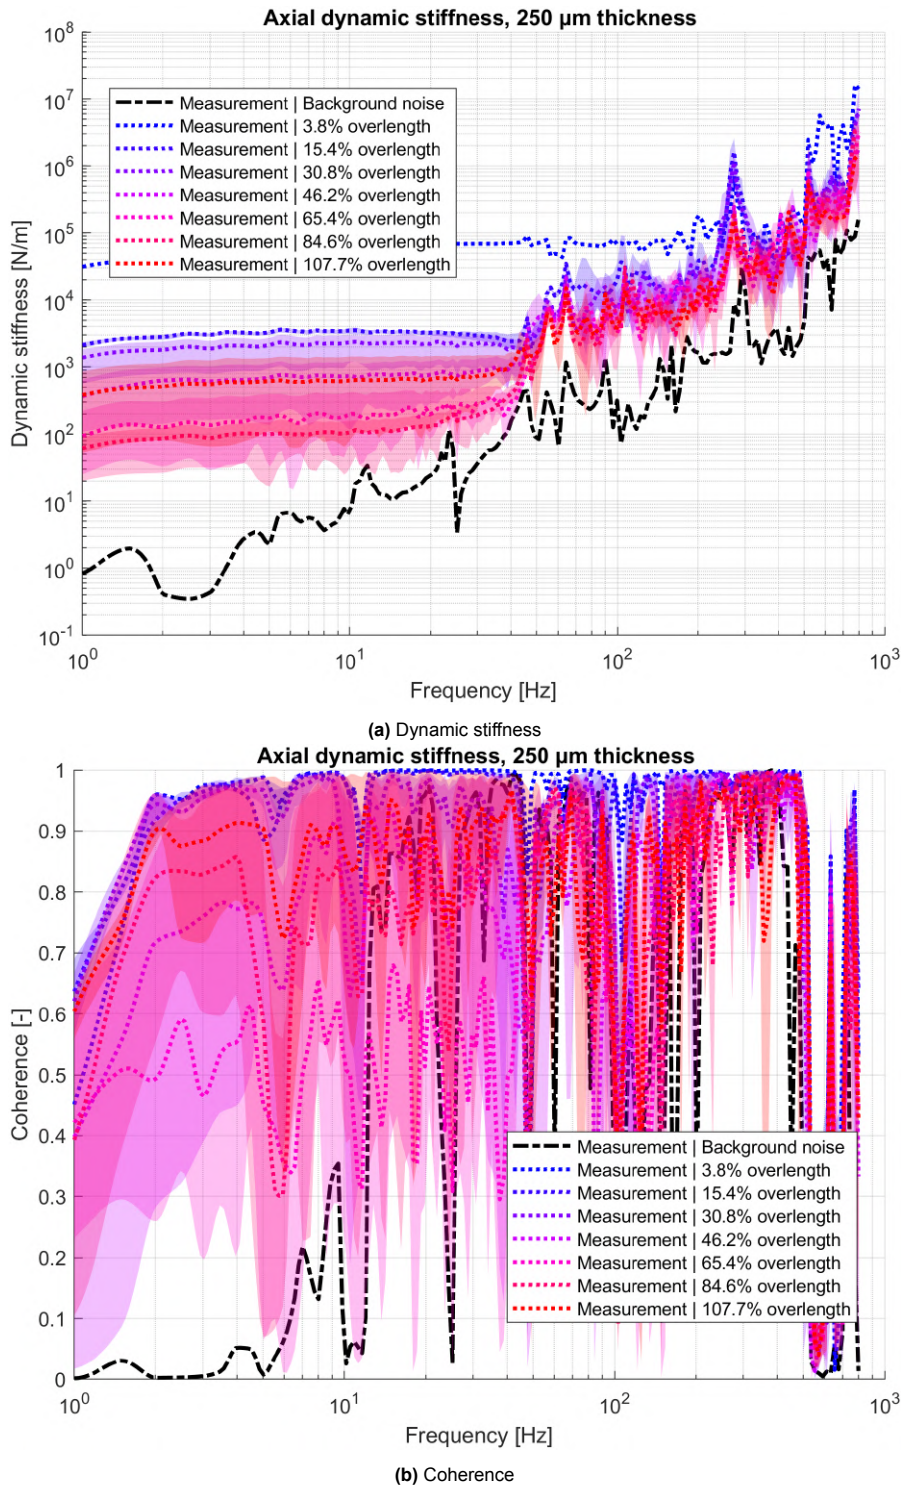 Axial dynamic stiffness, 250 µm thickness
10^8
10^7
10^6
10^5
10^4
10^3
10^2
10^1
10^0
10^-1
Dynamic stiffness [N/m]
Measurement | Background noise
Measurement | 3.8% overlength
Measurement | 15.4% overlength
Measurement | 30.8% overlength
Measurement | 46.2% overlength
Measurement | 65.4% overlength
Measurement | 84.6% overlength
Measurement | 107.7% overlength
10^0 10^1 10^2 10^3
Frequency [Hz]
(a) Dynamic stiffness
Axial dynamic stiffness, 250 µm thickness
1
0.9
0.8
0.7
0.6
0.5
0.4
0.3
0.2
0.1
0
Coherence [-]
Measurement | Background noise
Measurement | 3.8% overlength
Measurement | 15.4% overlength
Measurement | 30.8% overlength
Measurement | 46.2% overlength
Measurement | 65.4% overlength
Measurement | 84.6% overlength
Measurement | 107.7% overlength
10^0 10^1 10^2 10^3
Frequency [Hz]
(b) Coherence